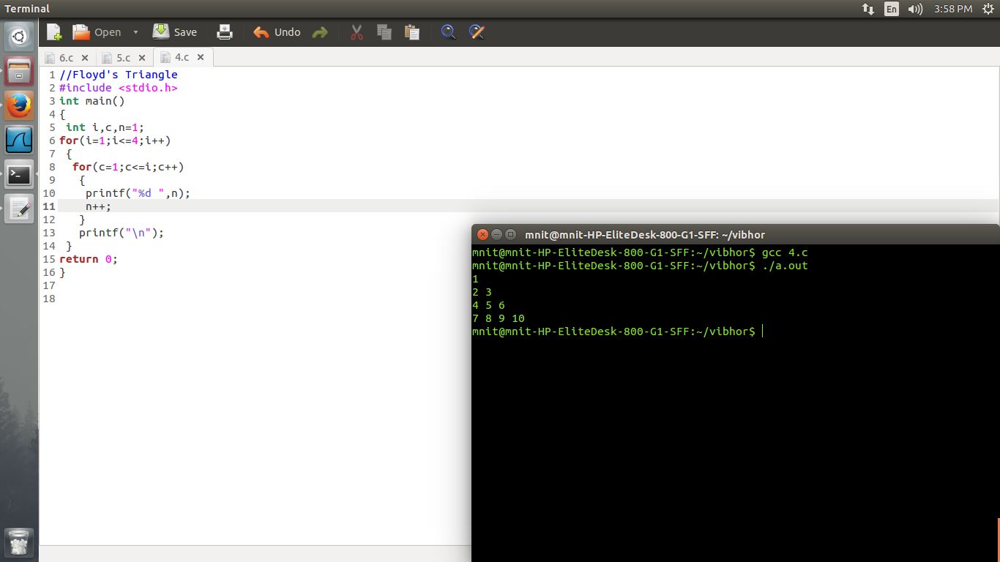 Terminal
En
3:58 PM
Open
Save
Undo
6.c
5.c
4.c
1 //Floyd's Triangle
2 #include <stdio.h>
3 int main()
4 {
5  int i,c,n=1;
6 for(i=1;i<=4;i++)
7  {
8   for(c=1;c<=i;c++)
9    {
10     printf("%d ",n);
11     n++;
12    }
13    printf("\n");
14  }
15 return 0;
16 }
17
18
mnit@mnit-HP-EliteDesk-800-G1-SFF: ~/vibhor
mnit@mnit-HP-EliteDesk-800-G1-SFF:~/vibhor$ gcc 4.c
mnit@mnit-HP-EliteDesk-800-G1-SFF:~/vibhor$ ./a.out
1
2 3
4 5 6
7 8 9 10
mnit@mnit-HP-EliteDesk-800-G1-SFF:~/vibhor$